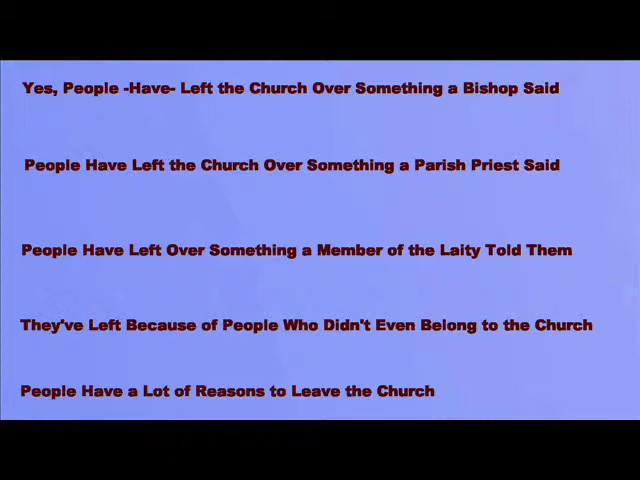 Yes, People -Have- Left the Church Over Something a Bishop Said
People Have Left the Church Over Something a Parish Priest Said
People Have Left Over Something a Member of the Laity Told Them
They've Left Because of People Who Didn't Even Belong to the Church
People Have a Lot of Reasons to Leave the Church